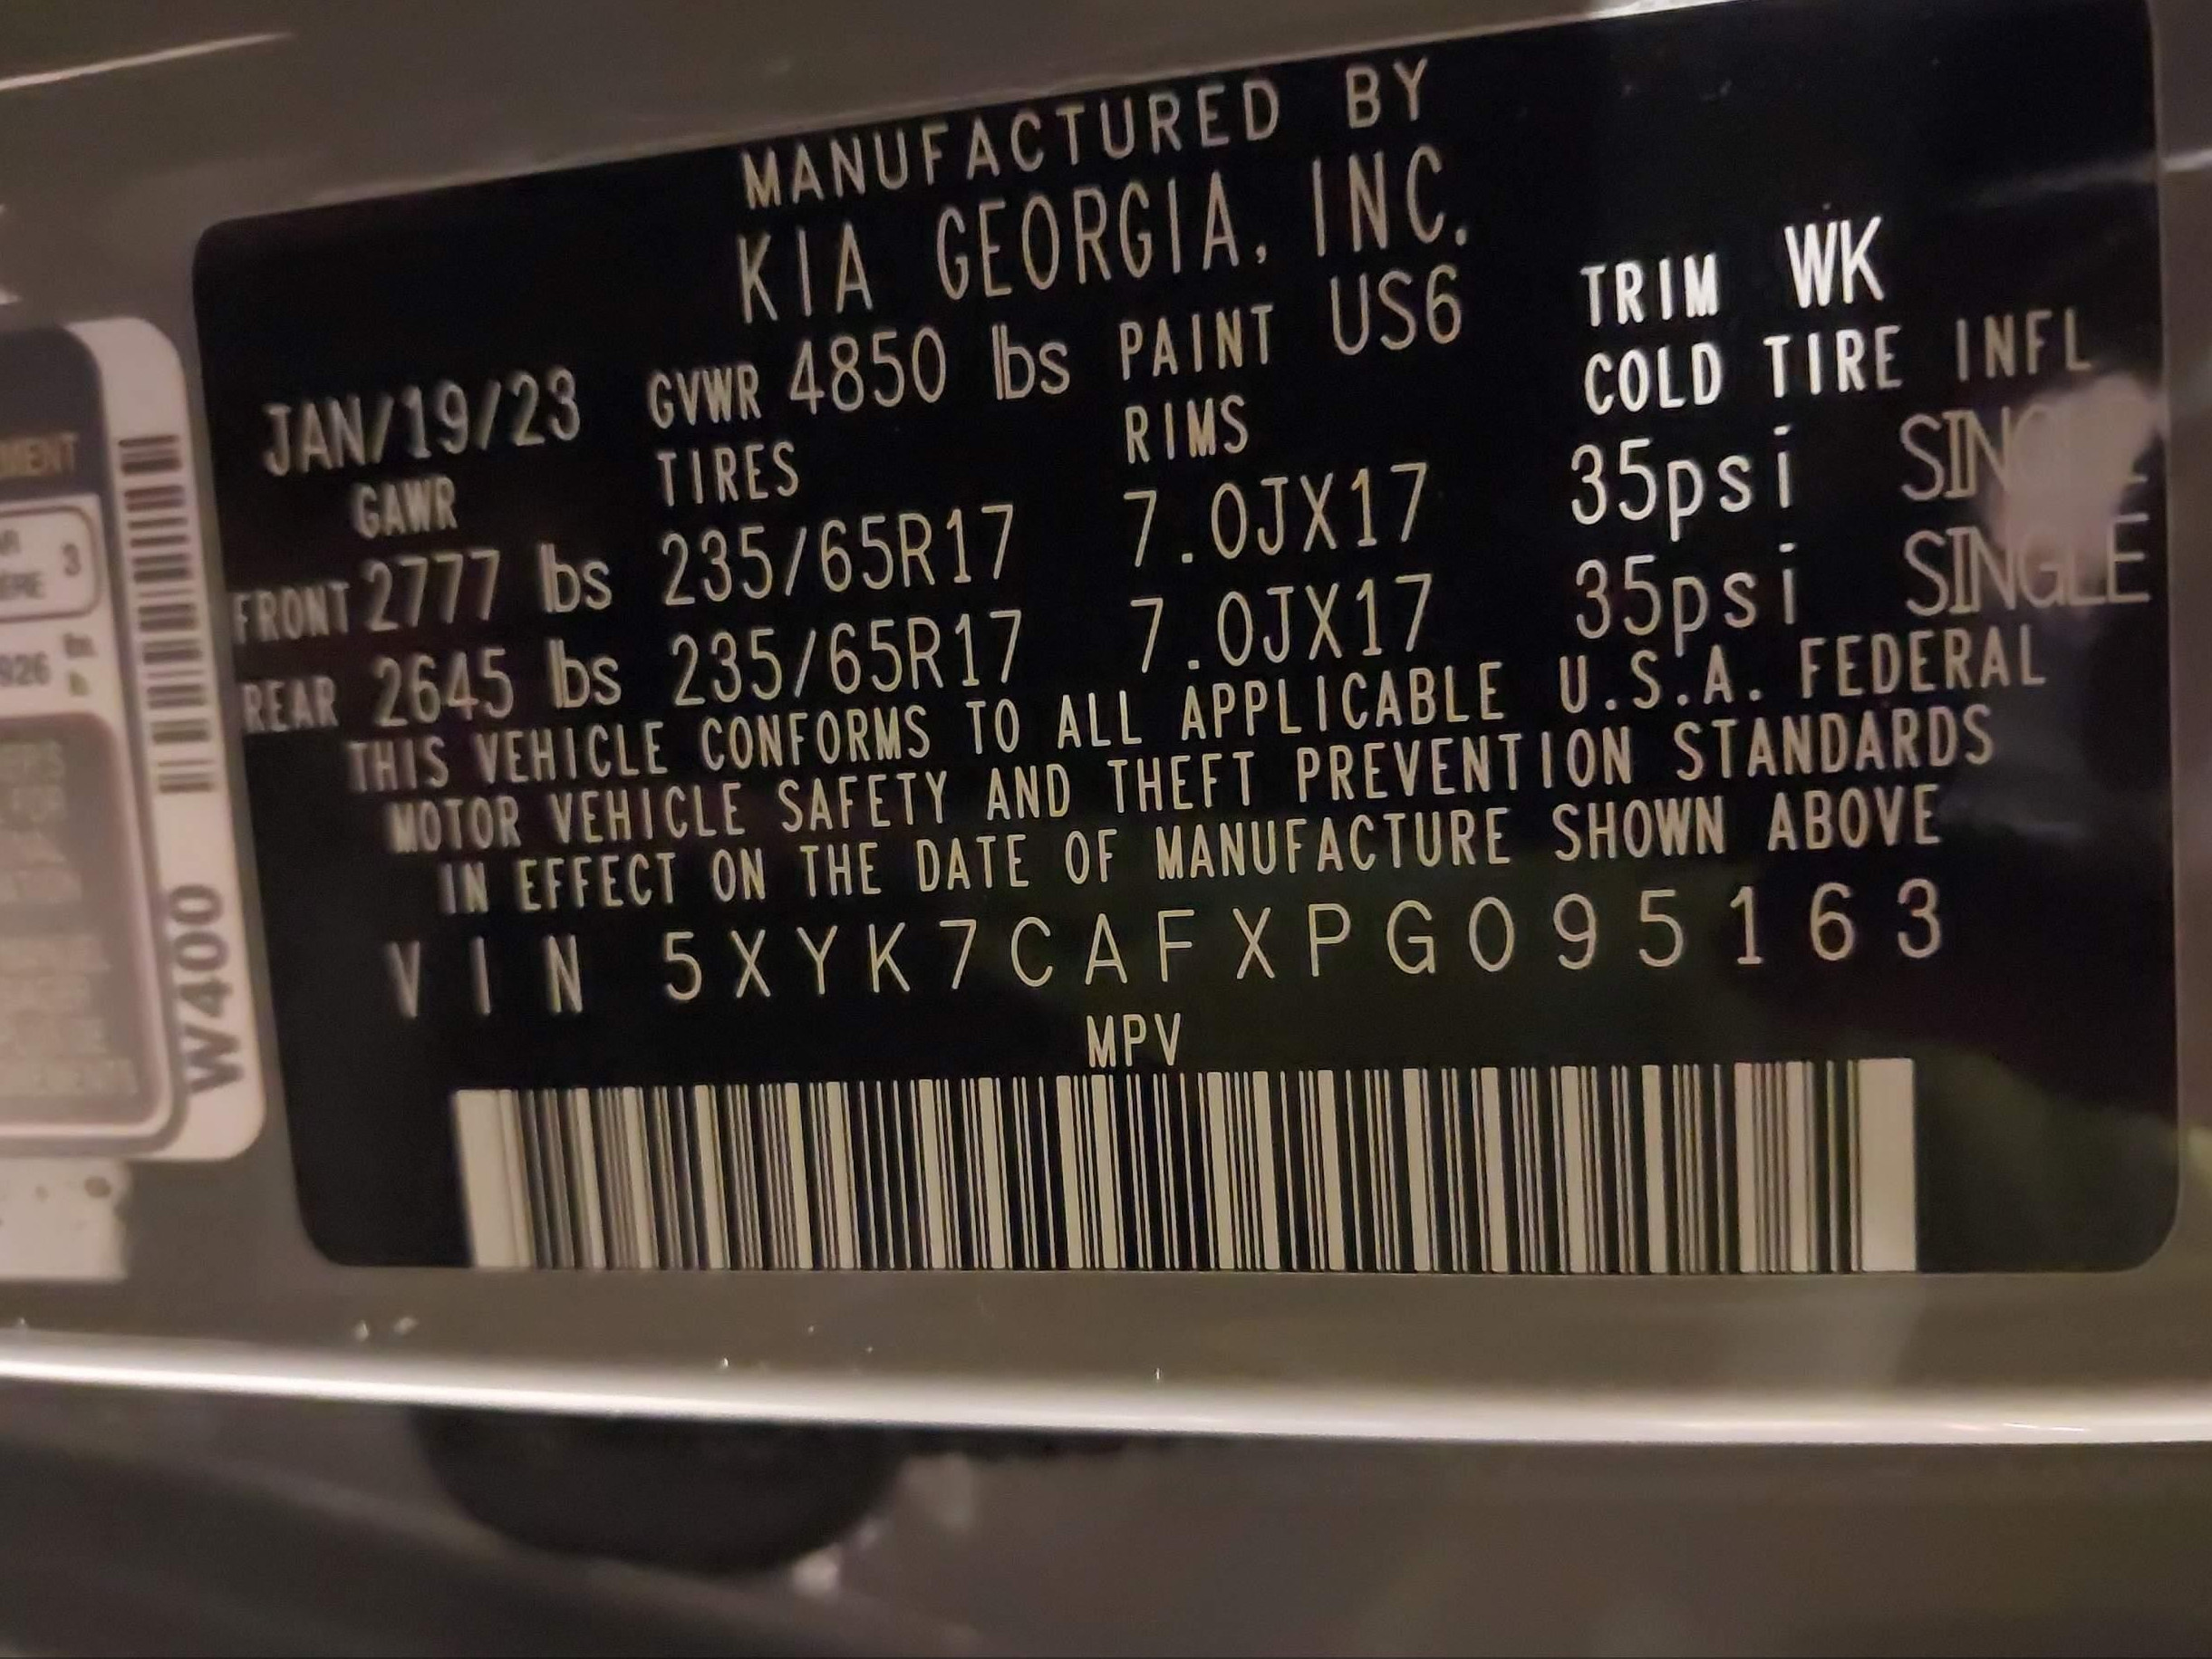 MANUFACTURED BY
KIA GEORGIA, INC.
JAN/19/23 GVWR 4850 lbs PAINT US6 TRIM WK
GAWR TIRES RIMS COLD TIRE INFL
FRONT 2777 lbs 235/65R17 7.0JX17 35psi SINGLE
REAR 2645 lbs 235/65R17 7.0JX17 35psi SINGLE
THIS VEHICLE CONFORMS TO ALL APPLICABLE U.S.A. FEDERAL
MOTOR VEHICLE SAFETY AND THEFT PREVENTION STANDARDS
IN EFFECT ON THE DATE OF MANUFACTURE SHOWN ABOVE
VIN 5XYK7CAFXPG095163
MPV
3
W400